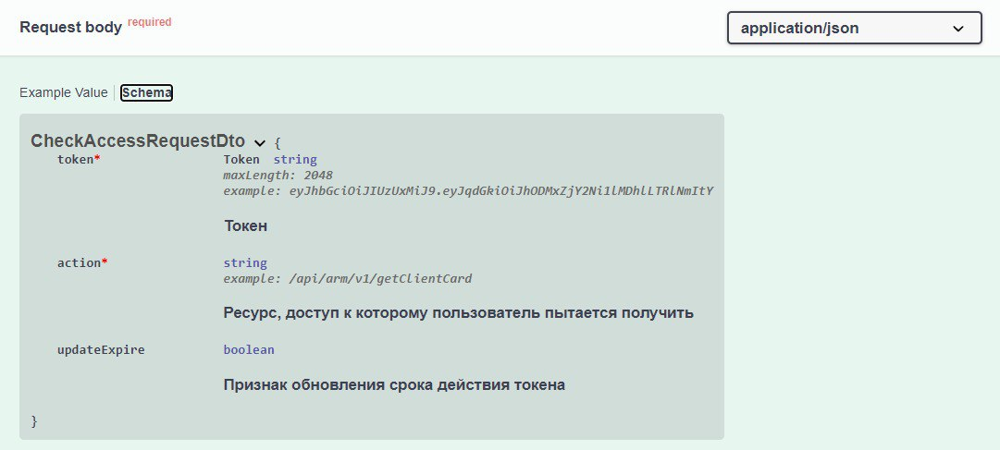 Request body required
application/json
Example Value Schema
CheckAccessRequestDto {
token* Token string
maxLength: 2048
example: eyJhbGciOiJIUzUxMiJ9.eyJqdGkiOiJhODMxZjY2Ni1lMDhlLTRlNmItY
Токен
action* string
example: /api/arm/v1/getClientCard
Ресурс, доступ к которому пользователь пытается получить
updateExpire boolean
Признак обновления срока действия токена
}